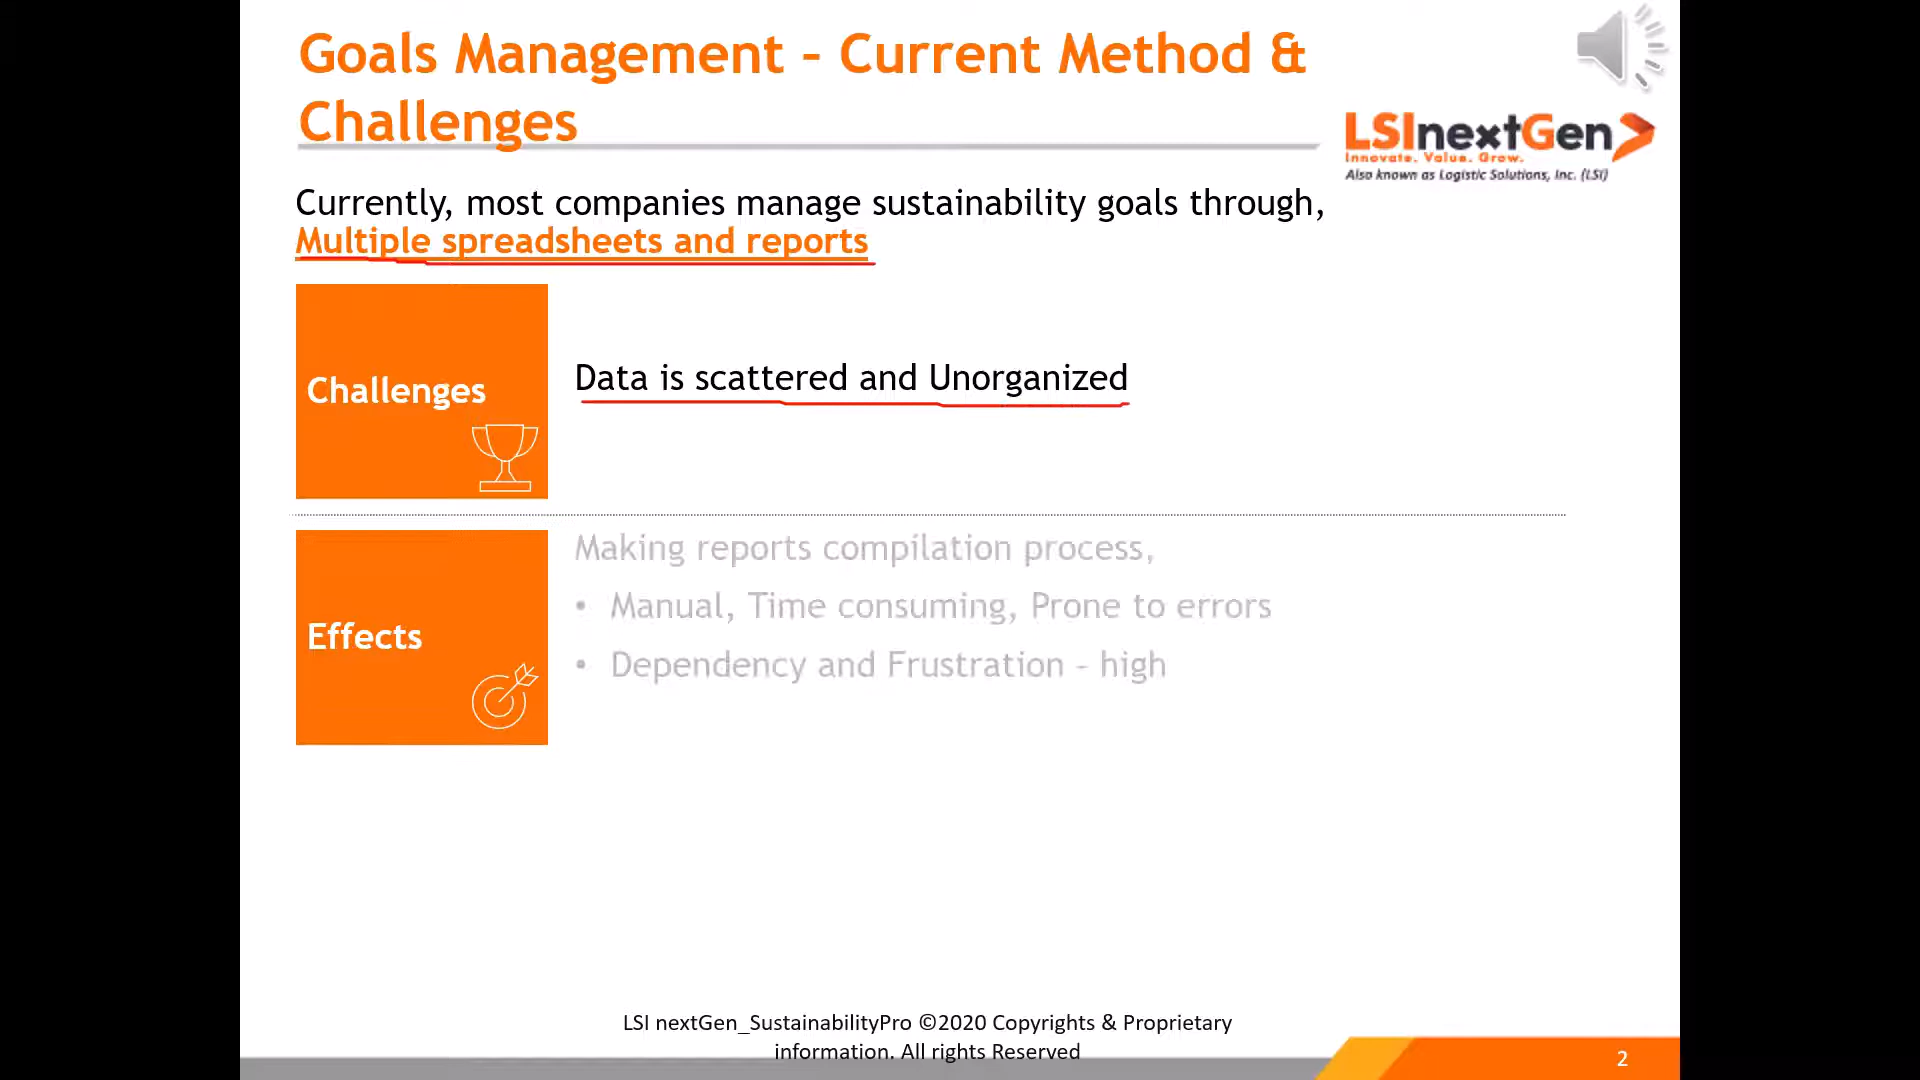 Goals Management – Current Method &
Challenges
LSInextGen
Innovate. Value. Grow.
Also known as Logistic Solutions, Inc. (LSI)
Currently, most companies manage sustainability goals through,
Multiple spreadsheets and reports
Challenges
Data is scattered and Unorganized
Effects
Making reports compilation process,
• Manual, Time consuming, Prone to errors
• Dependency and Frustration – high
LSI nextGen_SustainabilityPro ©2020 Copyrights & Proprietary
information. All rights Reserved
2